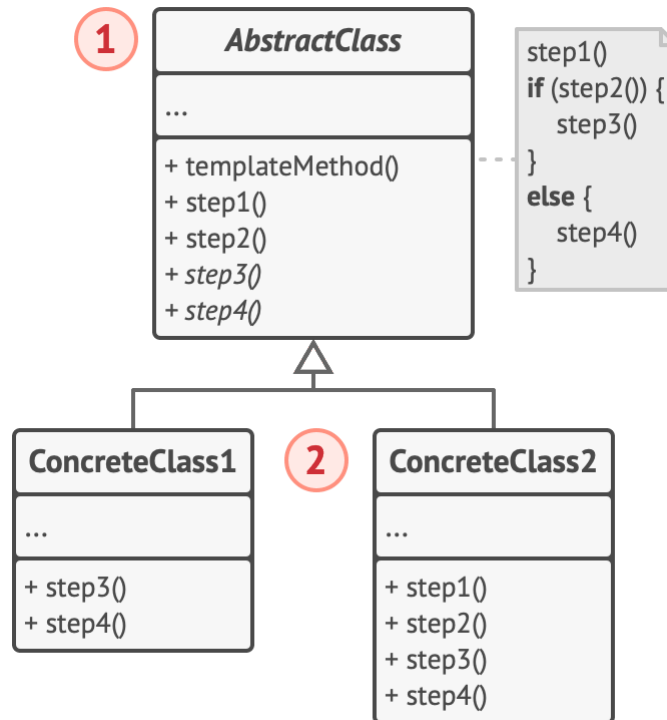 1
AbstractClass
...
+ templateMethod()
+ step1()
+ step2()
+ step3()
+ step4()
step1()
if (step2()) {
step3()
}
else {
step4()
}
ConcreteClass1
...
+ step3()
+ step4()
2
ConcreteClass2
...
+ step1()
+ step2()
+ step3()
+ step4()